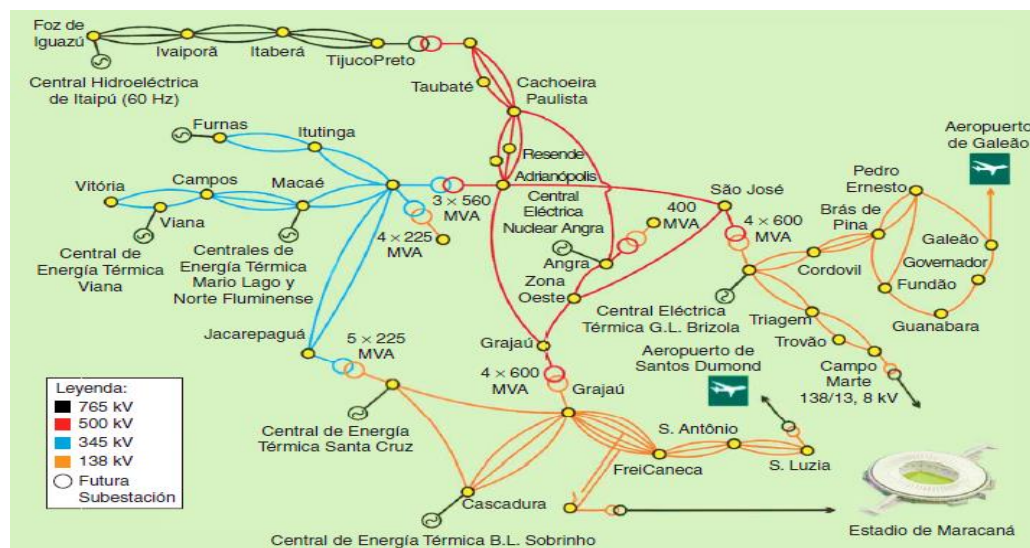 Foz de
Iguazú
Ivaiporã
Itaberá
TijucoPreto
Central Hidroeléctrica
de Itaipú (60 Hz)
Taubaté
Cachoeira
Paulista
Furnas
Itutinga
Resende
Adrianópolis
Aeropuerto
de Galeão
Vitória
Campos
Macaé
Viana
3 × 560
MVA
Central
Eléctrica
Nuclear Angra
400
MVA
São José
4 × 600
MVA
Pedro
Ernesto
Brás de
Pina
4 × 225
MVA
Central
de Energía
Térmica
Viana
Centrales de
Energía Térmica
Mario Lago y
Norte Fluminense
Angra
Zona
Oeste
Cordovil
Galeão
Governador
Fundão
Guanabara
Central Eléctrica
Térmica G.L. Brizola
Triagem
Trovão
Jacarepaguá
5 × 225
MVA
Grajaú
4 × 600
MVA
Grajaú
Aeropuerto de
Santos Dumond
Campo
Marte
138/13, 8 kV
Leyenda:
765 kV
500 kV
345 kV
138 kV
Futura
Subestación
Central de Energía
Térmica Santa Cruz
S. Antônio
FreiCaneca
S. Luzia
Cascadura
Central de Energía Térmica B.L. Sobrinho
Estadio de Maracaná